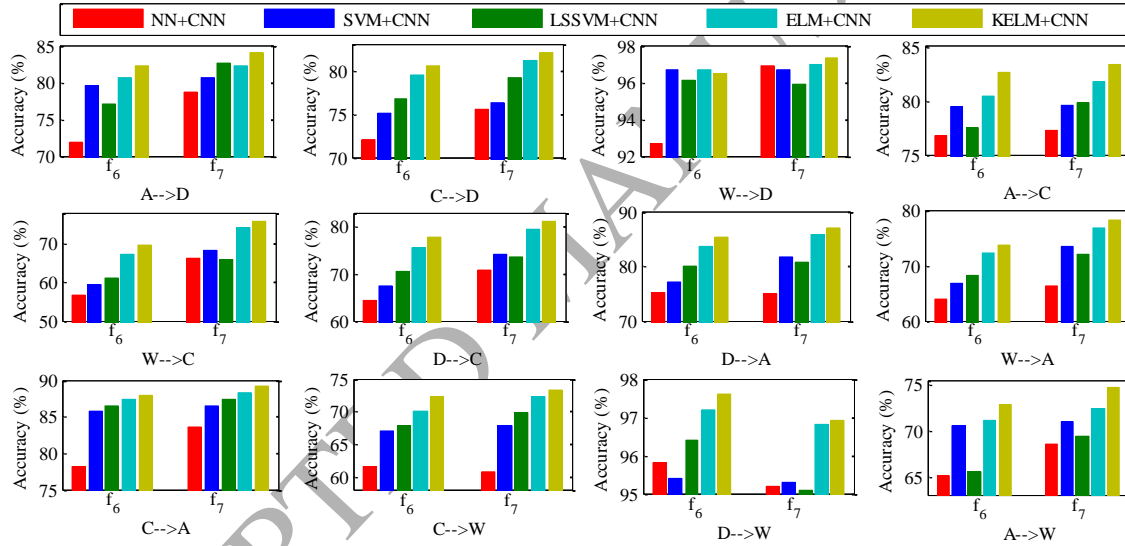 NN+CNN SVM+CNN LSSVM+CNN ELM+CNN KELM+CNN
Accuracy (%)
85
80
75
70
f6 f7
A-->D
Accuracy (%)
80
75
70
f6 f7
C-->D
Accuracy (%)
98
96
94
92
f6 f7
W-->D
Accuracy (%)
85
80
75
f6 f7
A-->C
Accuracy (%)
70
60
50
f6 f7
W-->C
Accuracy (%)
80
70
60
f6 f7
D-->C
Accuracy (%)
90
80
70
f6 f7
D-->A
Accuracy (%)
80
70
60
f6 f7
W-->A
Accuracy (%)
90
85
80
75
f6 f7
C-->A
Accuracy (%)
75
70
65
60
f6 f7
C-->W
Accuracy (%)
98
97
96
95
f6 f7
D-->W
Accuracy (%)
75
70
65
f6 f7
A-->W